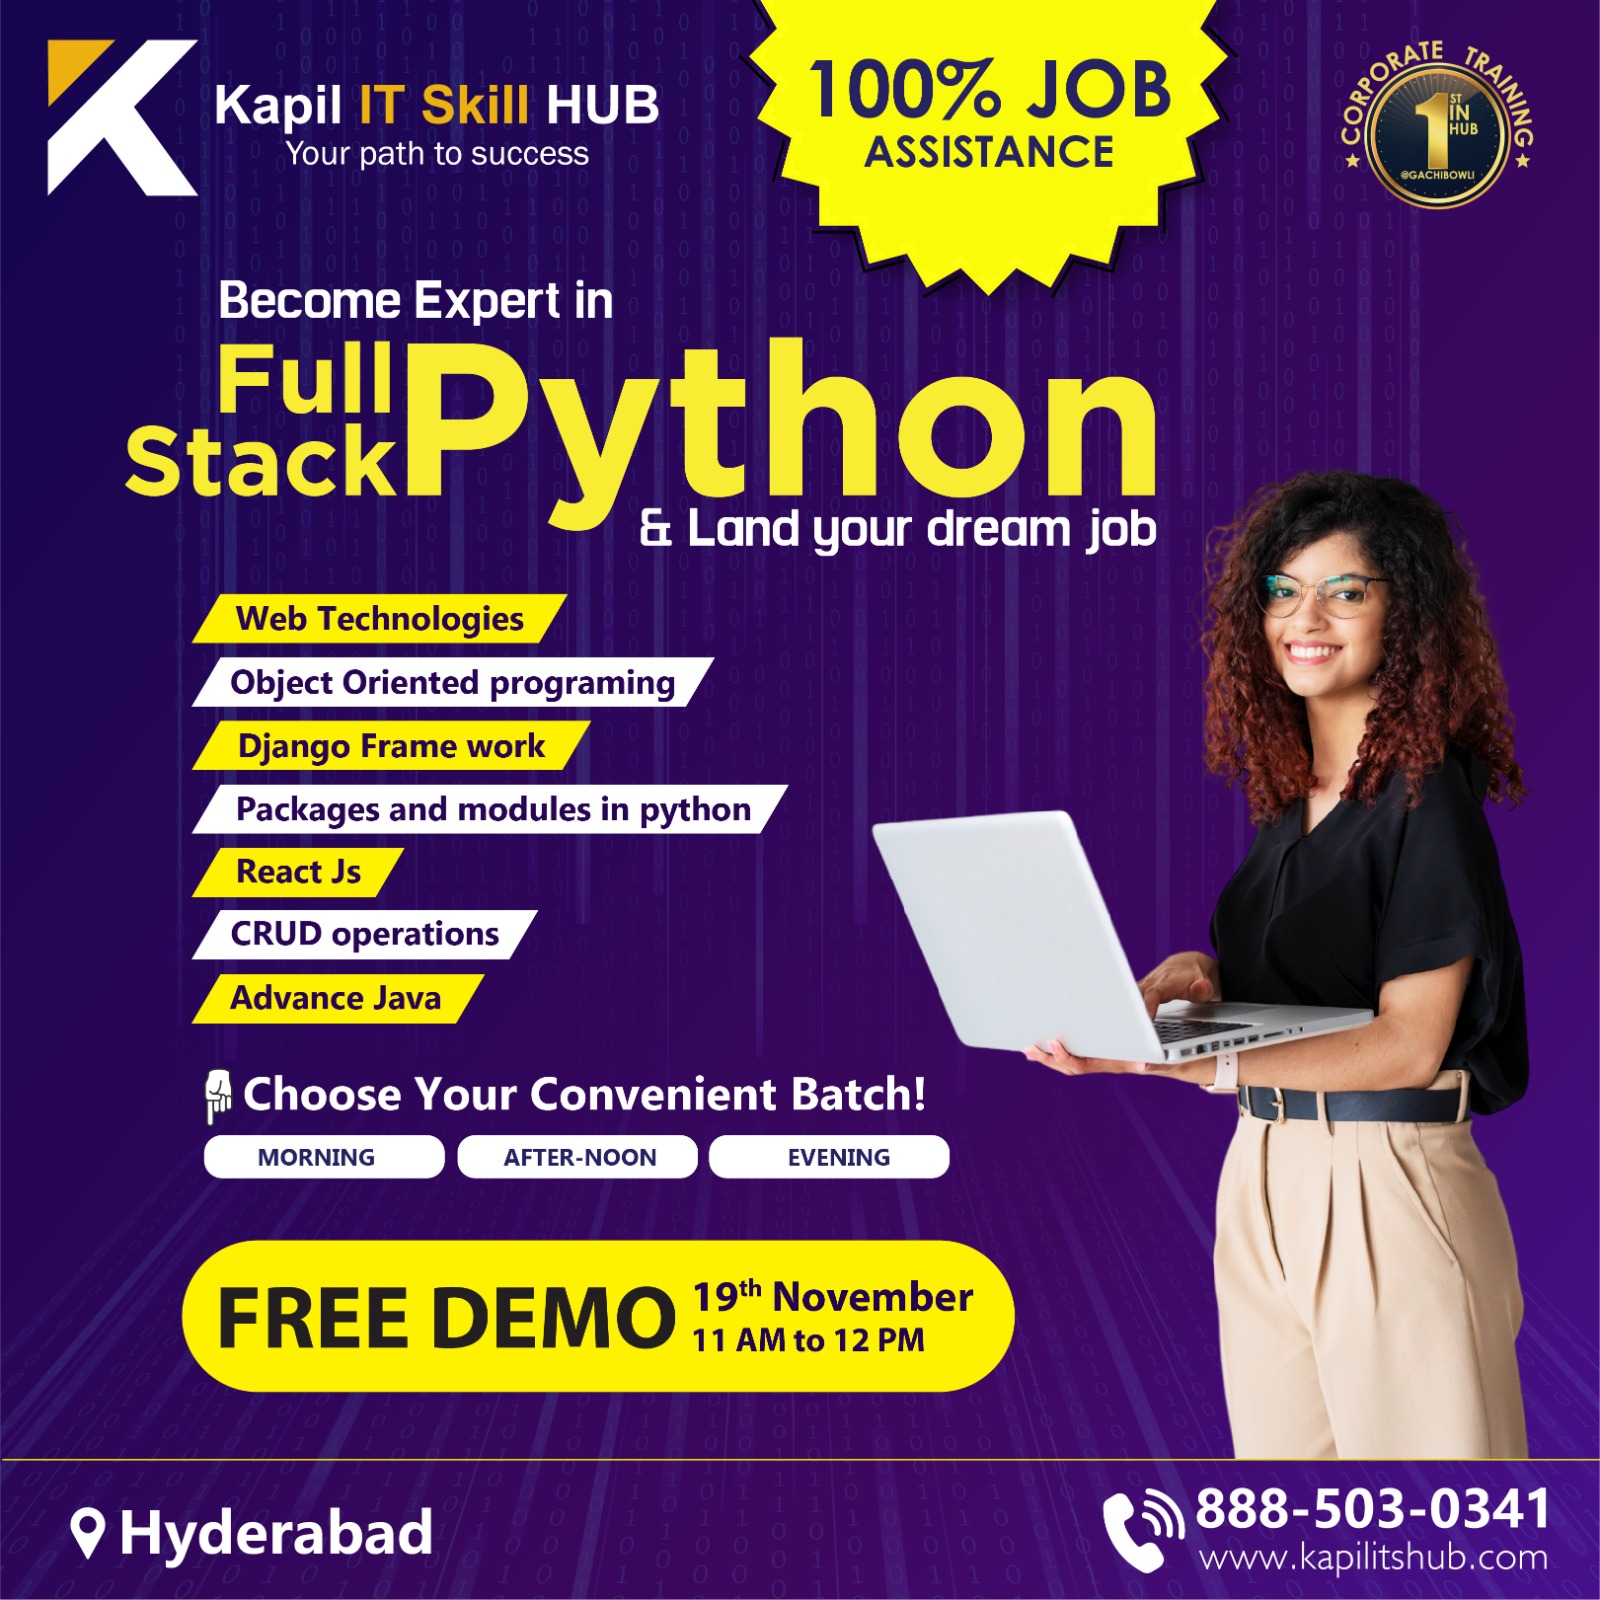 Kapil IT Skill HUB
Your path to success
100% JOB
ASSISTANCE
CORPORATE TRAINING
1ST IN HUB
@GACHIBOWLI
Become Expert in
Full Stack Python
& Land your dream job
Web Technologies
Object Oriented programing
Django Frame work
Packages and modules in python
React Js
CRUD operations
Advance Java
Choose Your Convenient Batch!
MORNING
AFTER-NOON
EVENING
FREE DEMO
19th November
11 AM to 12 PM
Hyderabad
888-503-0341
www.kapilitshub.com